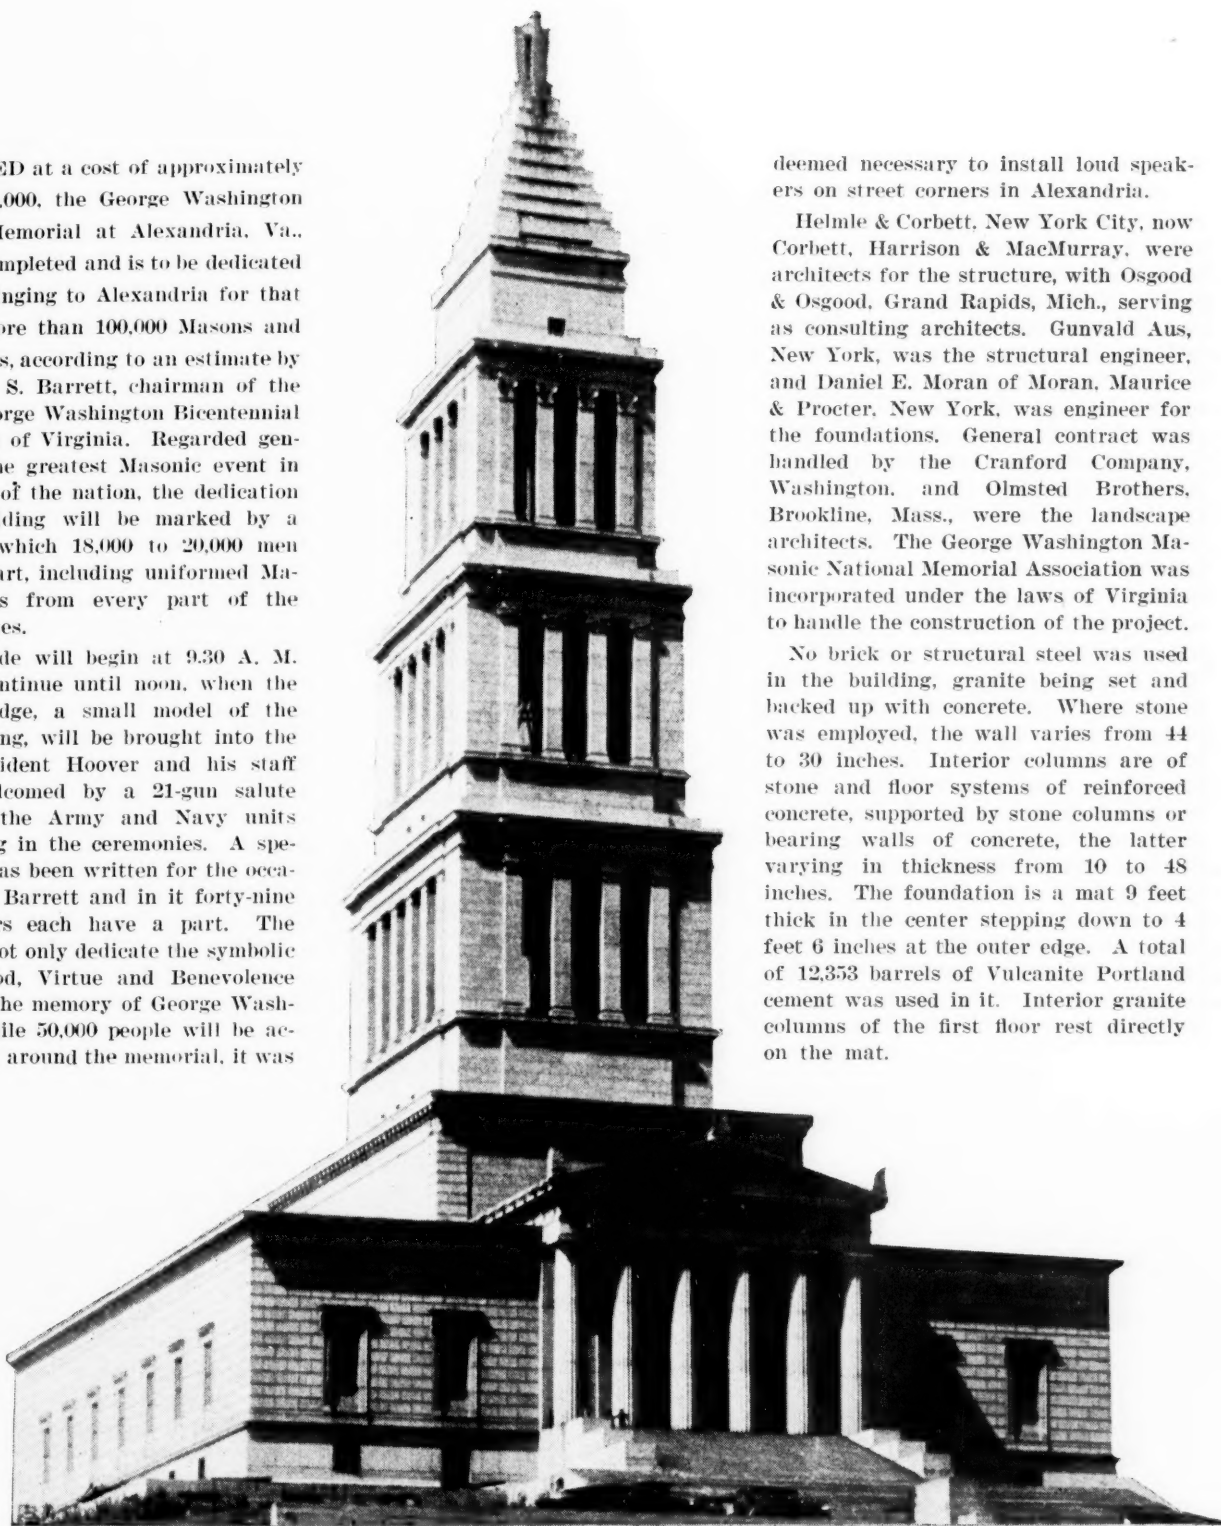 ED at a cost of approximately
,000, the George Washington
Memorial at Alexandria, Va.,
mpleted and is to be dedicated
nging to Alexandria for that
ore than 100,000 Masons and
s, according to an estimate by
S. Barrett, chairman of the
orge Washington Bicentennial
of Virginia. Regarded gen-
he greatest Masonic event in
of the nation, the dedication
ding will be marked by a
which 18,000 to 20,000 men
art, including uniformed Ma-
s from every part of the
es.
de will begin at 9.30 A. M.
ntinue until noon, when the
dge, a small model of the
ng, will be brought into the
ident Hoover and his staff
lcomed by a 21-gun salute
the Army and Navy units
g in the ceremonies. A spe-
as been written for the occa-
Barrett and in it forty-nine
rs each have a part. The
ot only dedicate the symbolic
od, Virtue and Benevolence
he memory of George Wash-
ile 50,000 people will be ac-
around the memorial, it was
deemed necessary to install loud speak-
ers on street corners in Alexandria.
Helmle & Corbett, New York City, now
Corbett, Harrison & MacMurray, were
architects for the structure, with Osgood
& Osgood, Grand Rapids, Mich., serving
as consulting architects. Gunvald Aus,
New York, was the structural engineer,
and Daniel E. Moran of Moran, Maurice
& Procter, New York, was engineer for
the foundations. General contract was
handled by the Cranford Company,
Washington, and Olmsted Brothers,
Brookline, Mass., were the landscape
architects. The George Washington Ma-
sonic National Memorial Association was
incorporated under the laws of Virginia
to handle the construction of the project.
No brick or structural steel was used
in the building, granite being set and
backed up with concrete. Where stone
was employed, the wall varies from 44
to 30 inches. Interior columns are of
stone and floor systems of reinforced
concrete, supported by stone columns or
bearing walls of concrete, the latter
varying in thickness from 10 to 48
inches. The foundation is a mat 9 feet
thick in the center stepping down to 4
feet 6 inches at the outer edge. A total
of 12,353 barrels of Vulcanite Portland
cement was used in it. Interior granite
columns of the first floor rest directly
on the mat.